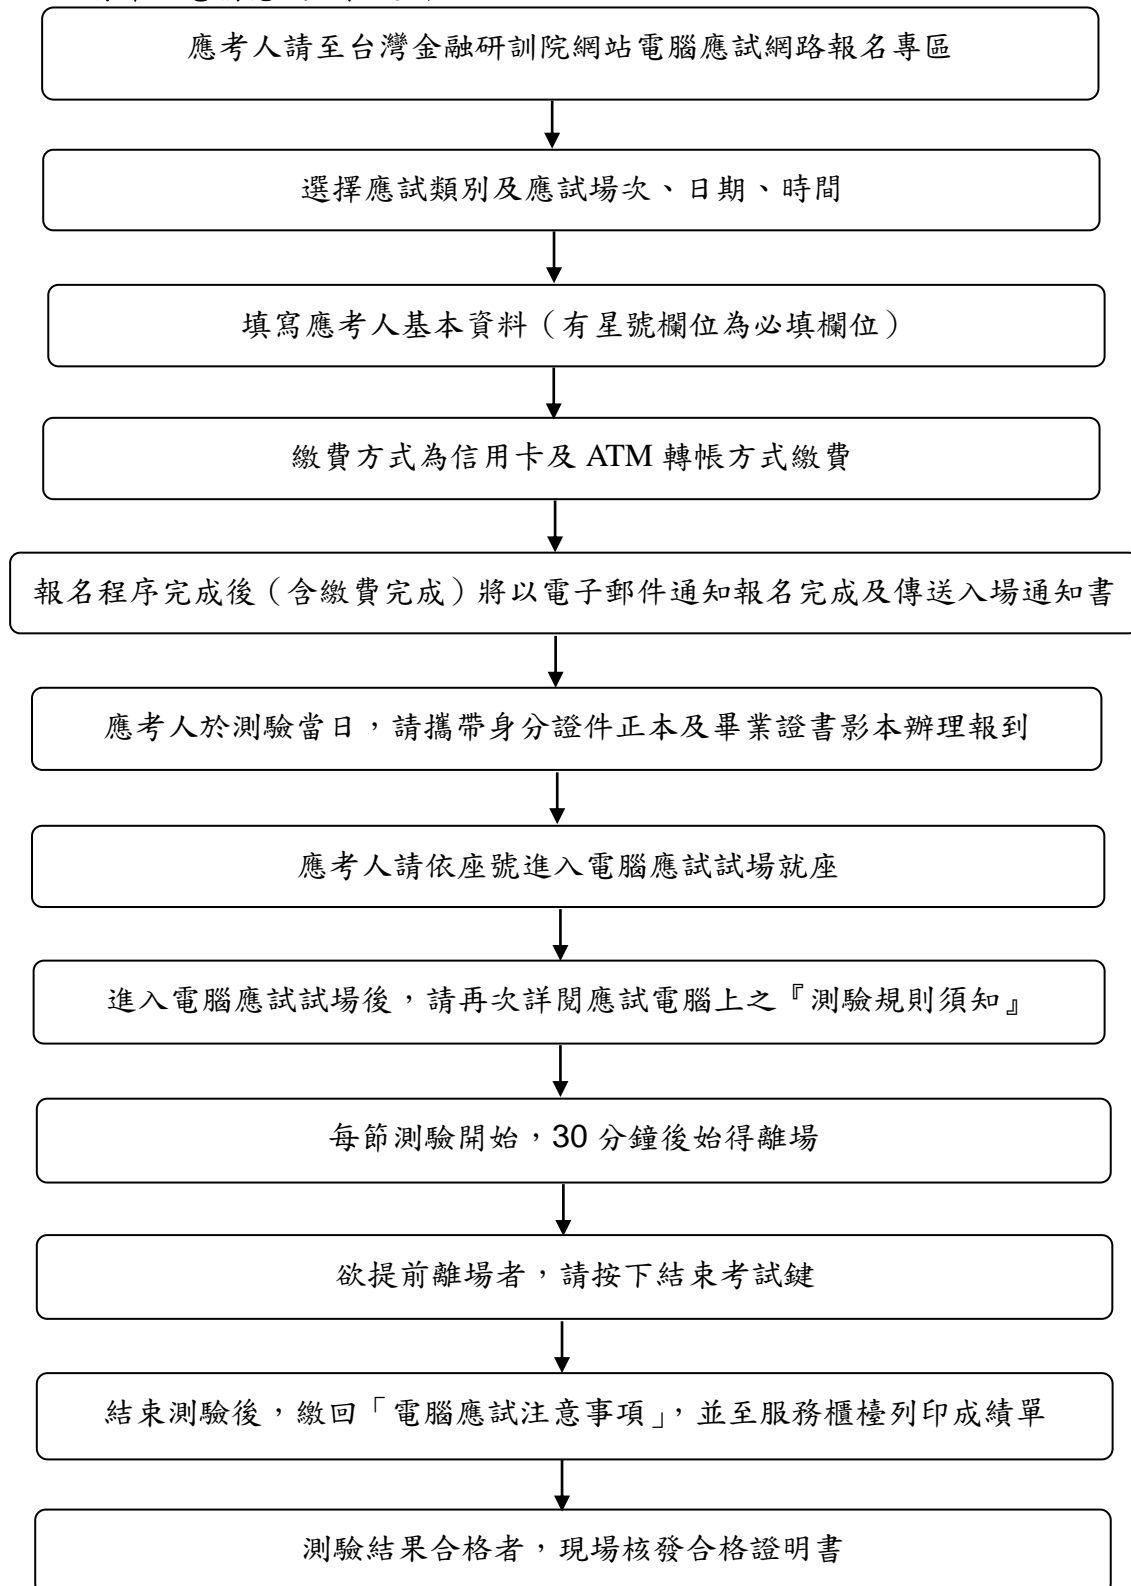 應考人請至台灣金融研訓院網站電腦應試網路報名專區
選擇應試類別及應試場次、日期、時間
填寫應考人基本資料（有星號欄位為必填欄位）
繳費方式為信用卡及 ATM 轉帳方式繳費
報名程序完成後（含繳費完成）將以電子郵件通知報名完成及傳送入場通知書
應考人於測驗當日，請攜帶身分證件正本及畢業證書影本辦理報到
應考人請依座號進入電腦應試試場就座
進入電腦應試試場後，請再次詳閱應試電腦上之『測驗規則須知』
每節測驗開始，30 分鐘後始得離場
欲提前離場者，請按下結束考試鍵
結束測驗後，繳回「電腦應試注意事項」，並至服務櫃檯列印成績單
測驗結果合格者，現場核發合格證明書